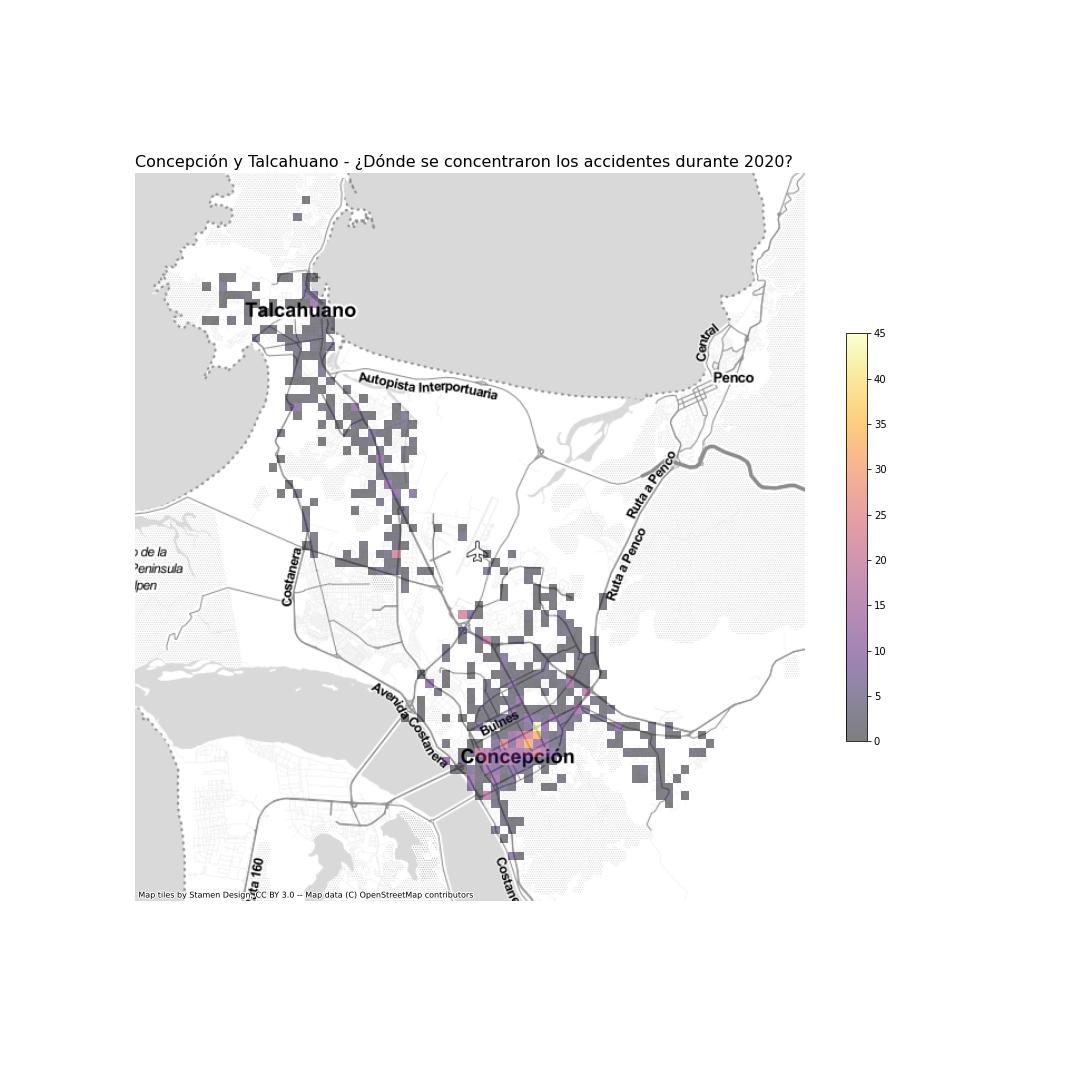 Concepción y Talcahuano - ¿Dónde se concentraron los accidentes durante 2020?
Talcahuano
Central
Autopista Interportuaria
Penco
Ruta a Penco
Ruta a Penco
o de la
Península
lpen
Costanera
Avenida Costanera
Bulnes
Concepción
Costane
uta 160
Map tiles by Stamen Design, CC BY 3.0 -- Map data (C) OpenStreetMap contributors
45
40
35
30
25
20
15
10
5
0